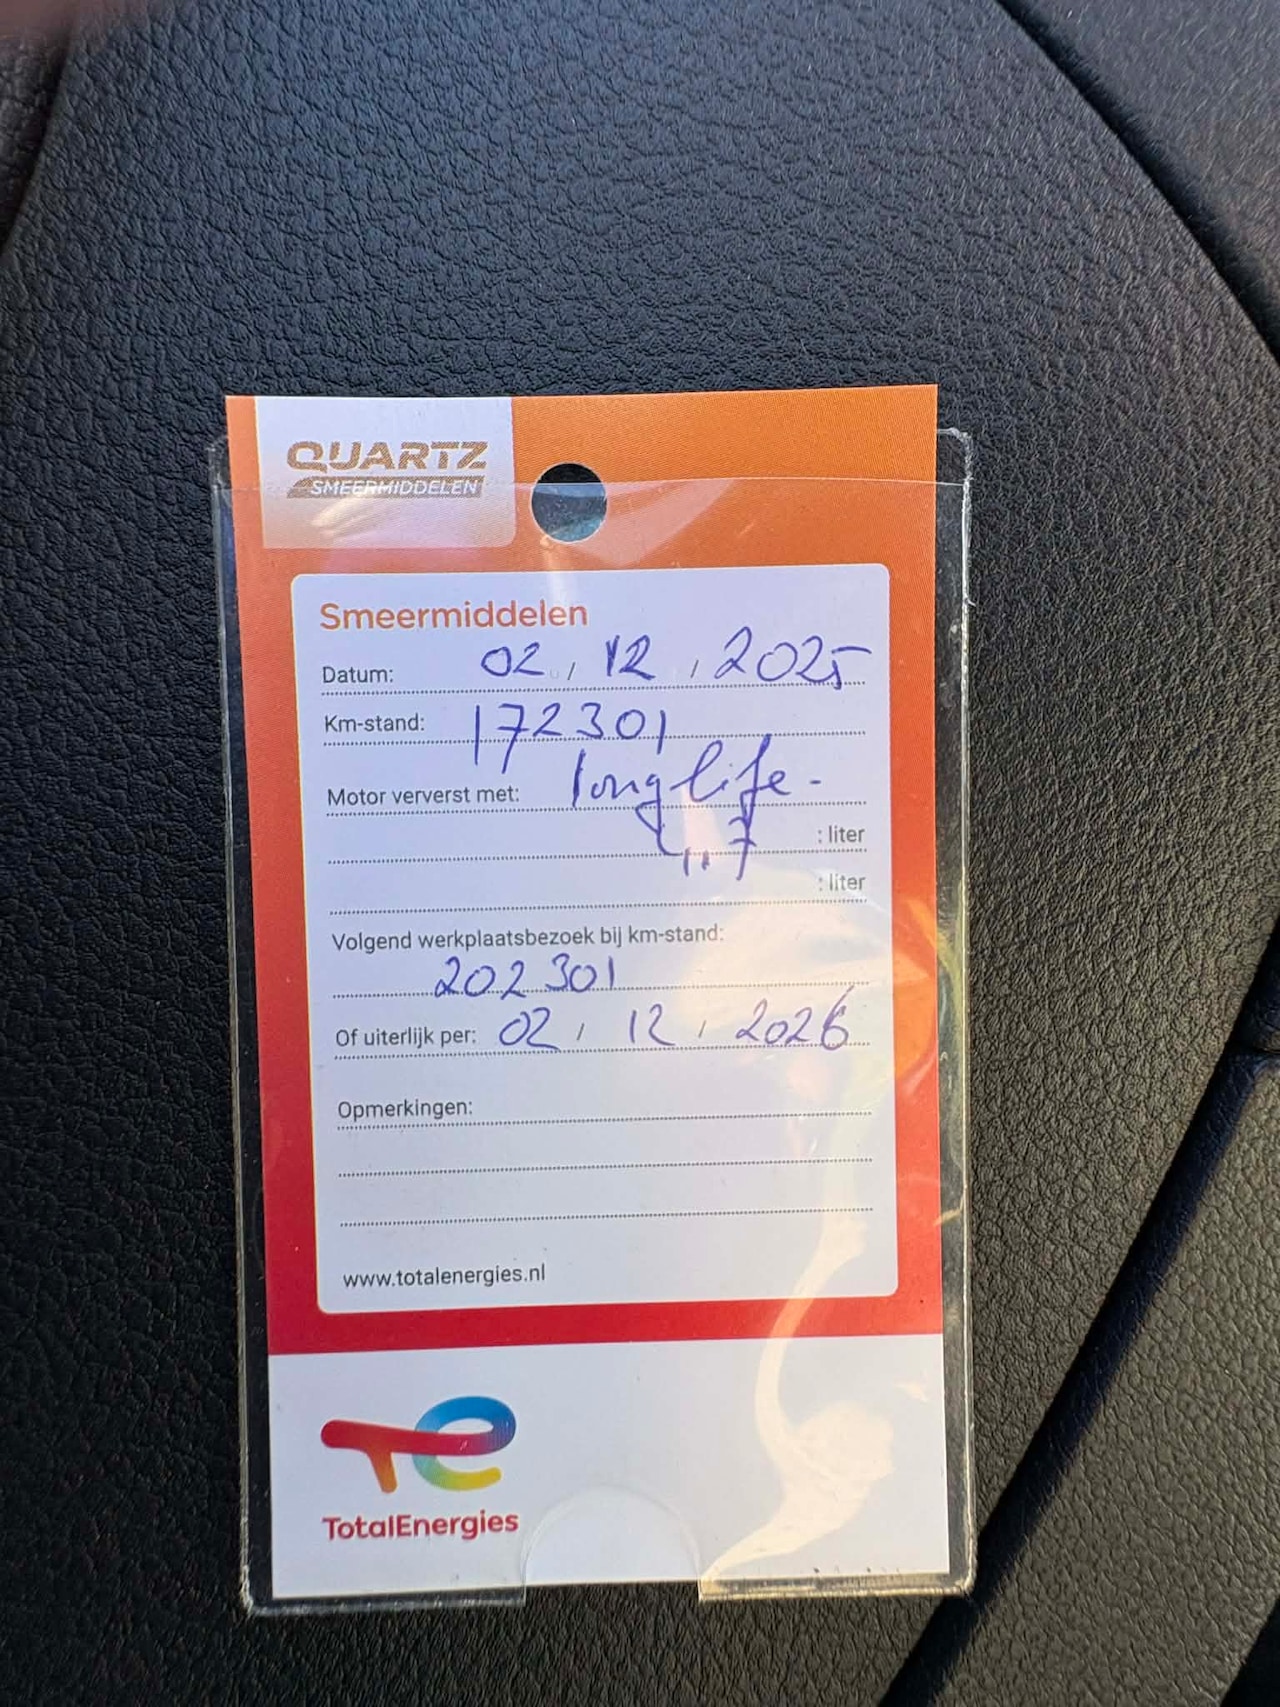 QUARTZ
SMEERMIDDELEN
Smeermiddelen
Datum: 02 / 12 / 2025
Km-stand: 172301
Motor ververst met: longlife-
: liter
: liter
Volgend werkplaatsbezoek bij km-stand:
202301
Of uiterlijk per: 02 / 12 / 2026
Opmerkingen:
www.totalenergies.nl
TotalEnergies